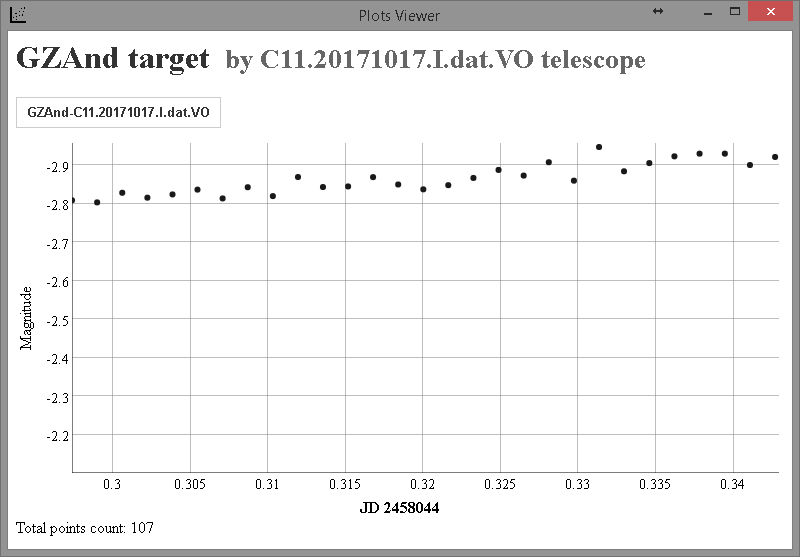 Plots Viewer
GZAnd target by C11.20171017.I.dat.VO telescope
GZAnd-C11.20171017.I.dat.VO
-2.9
-2.8
-2.7
-2.6
-2.5
-2.4
-2.3
-2.2
Magnitude
0.3 0.305 0.31 0.315 0.32 0.325 0.33 0.335 0.34
JD 2458044
Total points count: 107